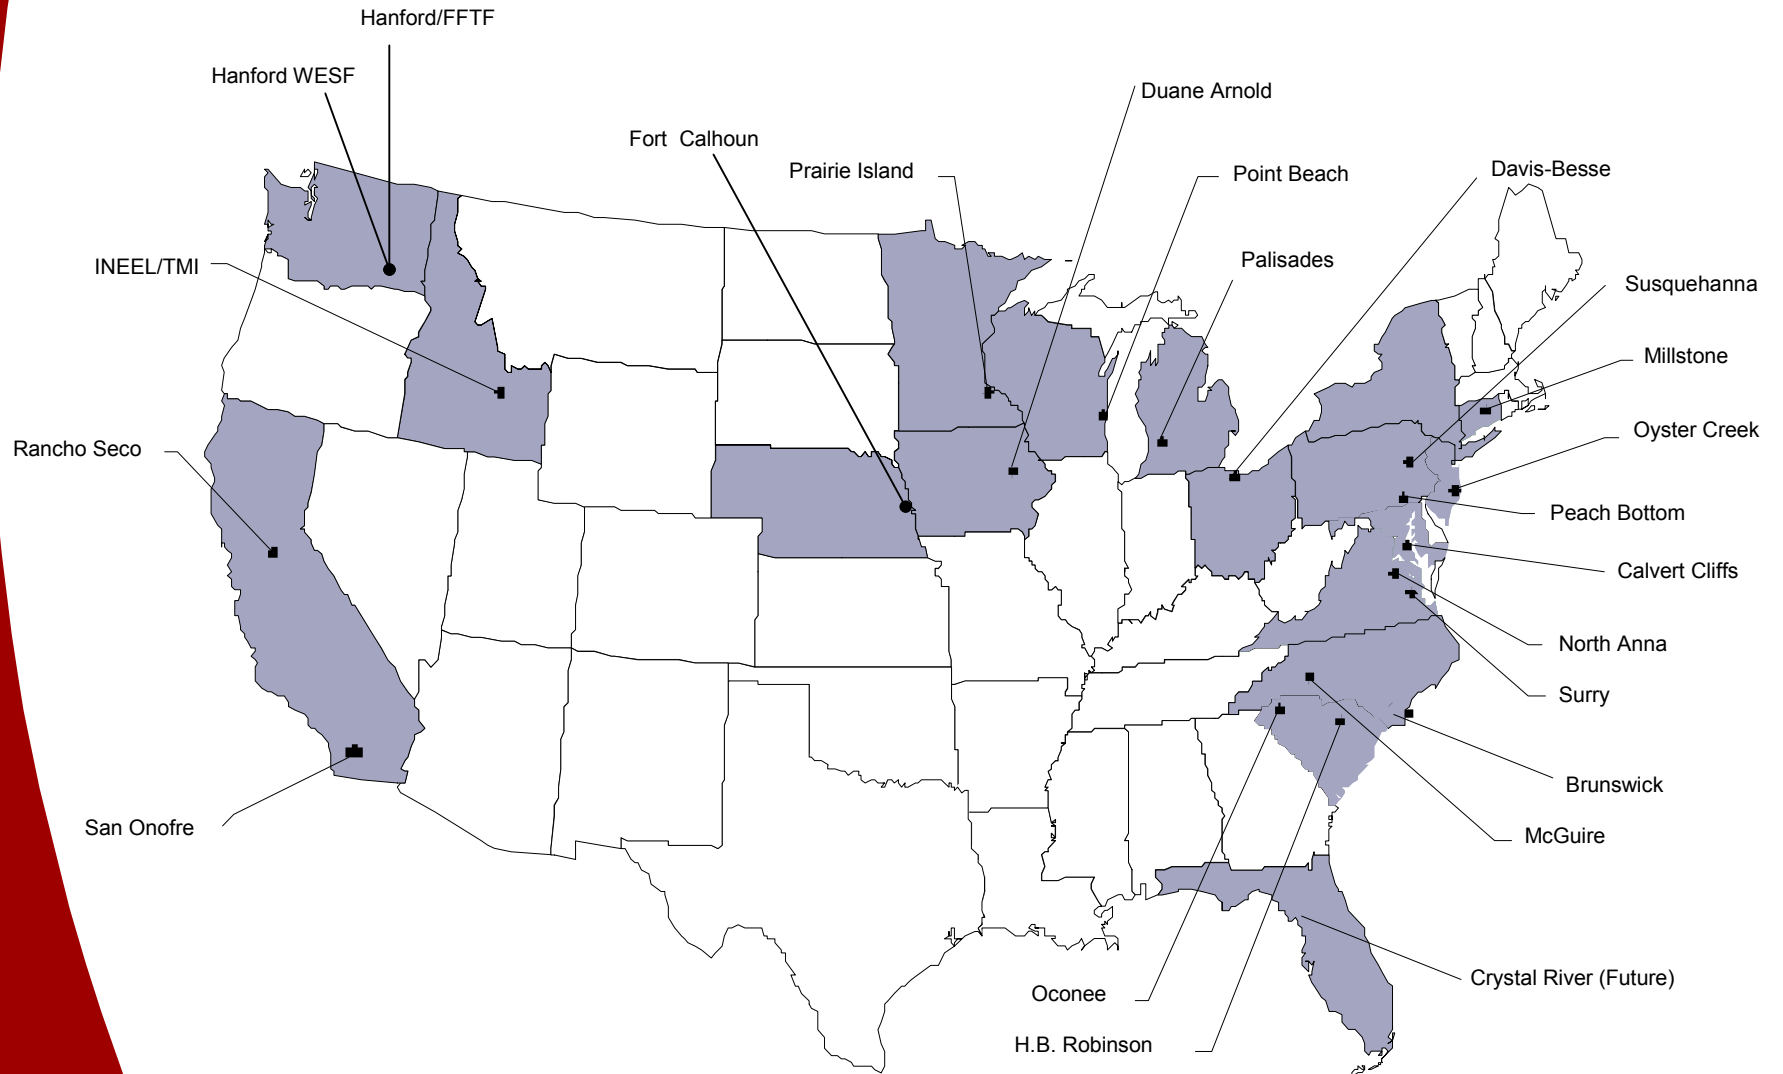 Hanford/FFTF
Hanford WESF
Duane Arnold
Fort  Calhoun
Prairie Island
Point Beach
Davis-Besse
INEEL/TMI
Palisades
Susquehanna
Millstone
Rancho Seco
Oyster Creek
Peach Bottom
Calvert Cliffs
North Anna
Surry
Brunswick
San Onofre
McGuire
Crystal River (Future)
Oconee
H.B. Robinson